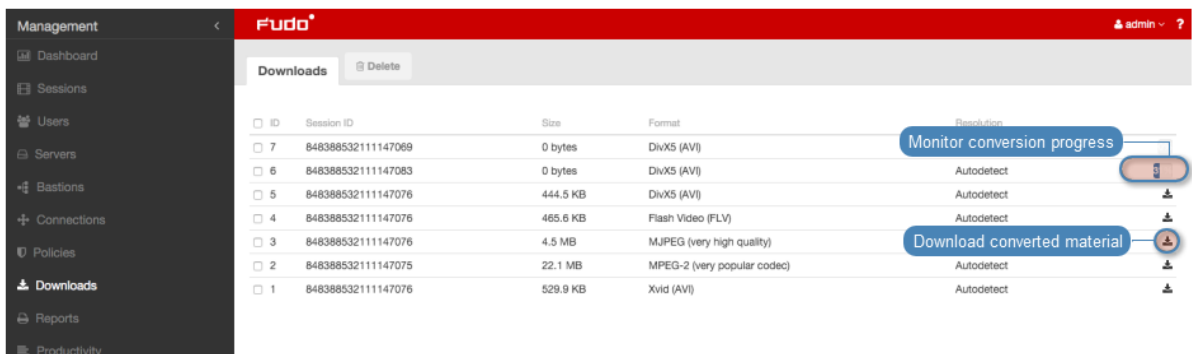 Management
Fudo
admin ?
Dashboard
Downloads Delete
Sessions
Users
ID Session ID Size Format Resolution
Monitor conversion progress
7 848388532111147069 0 bytes DivX5 (AVI)
Servers
6 848388532111147083 0 bytes DivX5 (AVI) Autodetect
Bastions
5 848388532111147076 444.5 KB DivX5 (AVI) Autodetect
Connections
4 848388532111147076 465.6 KB Flash Video (FLV) Autodetect
3 848388532111147076 4.5 MB MJPEG (very high quality)
Download converted material
Policies
2 848388532111147075 22.1 MB MPEG-2 (very popular codec) Autodetect
Downloads
1 848388532111147076 529.9 KB Xvid (AVI) Autodetect
Reports
Productivity